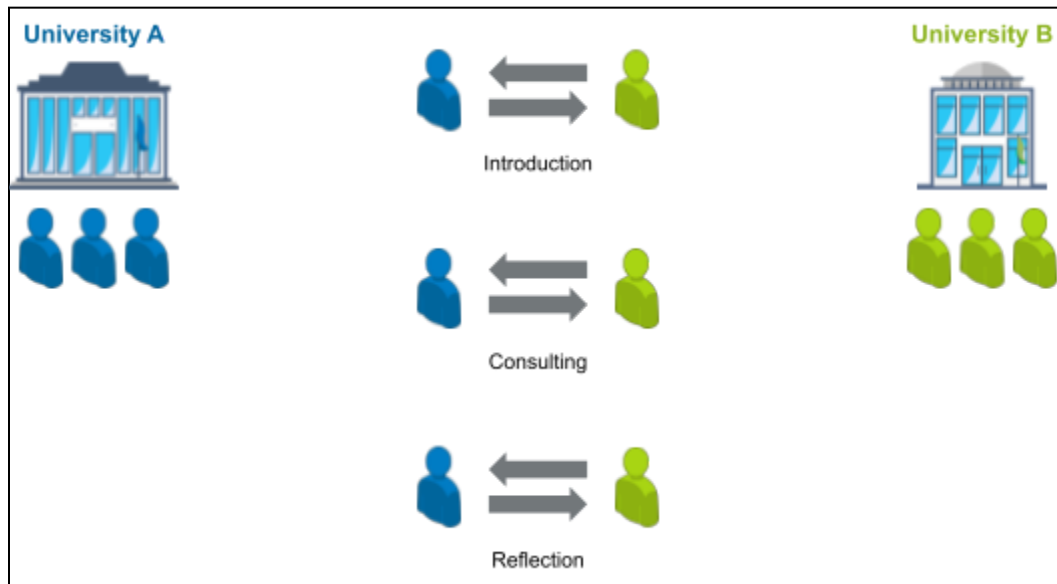 University A
University B
Introduction
Consulting
Reflection